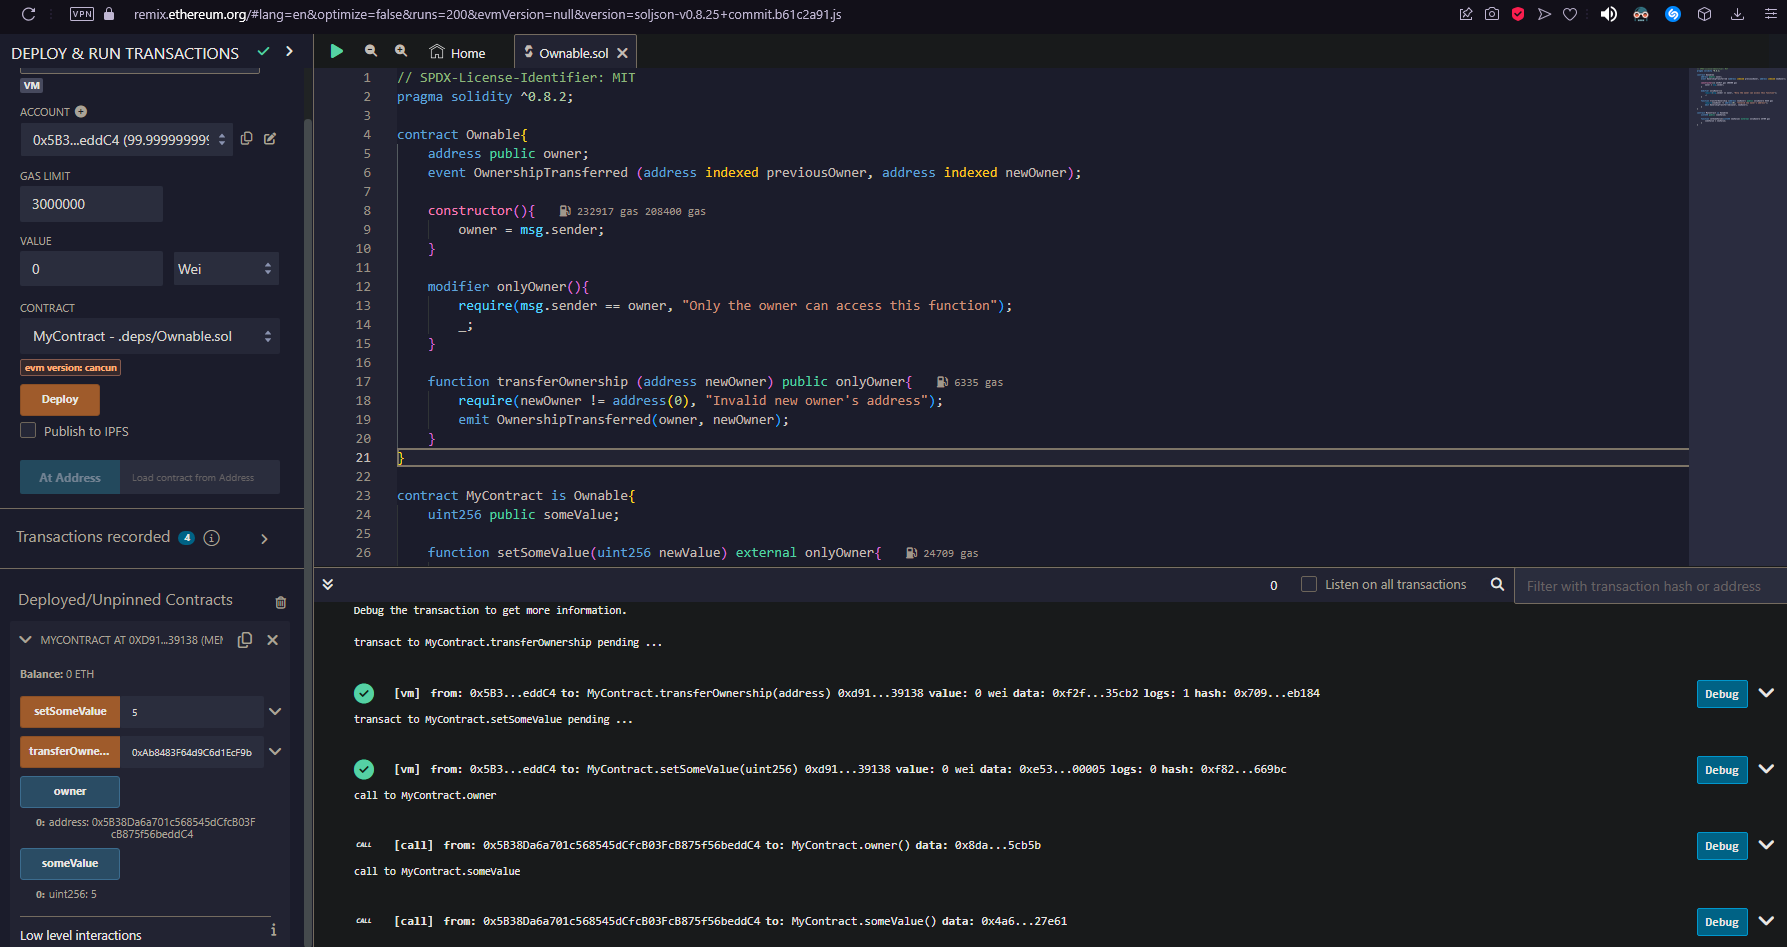 VPN remix.ethereum.org/#lang=en&optimize=false&runs=200&evmVersion=null&version=soljson-v0.8.25+commit.b61c2a91.js
DEPLOY & RUN TRANSACTIONS
VM
ACCOUNT
0x5B3...eddC4 (99.999999999
GAS LIMIT
3000000
VALUE
0
Wei
CONTRACT
MyContract - .deps/Ownable.sol
evm version: cancun
Deploy
Publish to IPFS
At Address Load contract from Address
Transactions recorded 4 i
Deployed/Unpinned Contracts
MYCONTRACT AT 0XD91...39138 (MEM
Balance: 0 ETH
setSomeValue 5
transferOwne... 0xAb8483F64d9C6d1EcF9b
owner
0: address: 0x5B38Da6a701c568545dCfcB03F
cB875f56beddC4
someValue
0: uint256: 5
Low level interactions i
Home
Ownable.sol
1 // SPDX-License-Identifier: MIT
2 pragma solidity ^0.8.2;
3
4 contract Ownable{
5 address public owner;
6 event OwnershipTransferred (address indexed previousOwner, address indexed newOwner);
7
8 constructor(){ 232917 gas 208400 gas
9 owner = msg.sender;
10 }
11
12 modifier onlyOwner(){
13 require(msg.sender == owner, "Only the owner can access this function");
14 _;
15 }
16
17 function transferOwnership (address newOwner) public onlyOwner{ 6335 gas
18 require(newOwner != address(0), "Invalid new owner's address");
19 emit OwnershipTransferred(owner, newOwner);
20 }
21 }
22
23 contract MyContract is Ownable{
24 uint256 public someValue;
25
26 function setSomeValue(uint256 newValue) external onlyOwner{ 24709 gas
0 Listen on all transactions Filter with transaction hash or address
Debug the transaction to get more information.
transact to MyContract.transferOwnership pending ...
[vm] from: 0x5B3...eddC4 to: MyContract.transferOwnership(address) 0xd91...39138 value: 0 wei data: 0xf2f...35cb2 logs: 1 hash: 0x709...eb184 Debug
transact to MyContract.setSomeValue pending ...
[vm] from: 0x5B3...eddC4 to: MyContract.setSomeValue(uint256) 0xd91...39138 value: 0 wei data: 0xe53...00005 logs: 0 hash: 0xf82...669bc Debug
call to MyContract.owner
CALL [call] from: 0x5B38Da6a701c568545dCfcB03FcB875f56beddC4 to: MyContract.owner() data: 0x8da...5cb5b Debug
call to MyContract.someValue
CALL [call] from: 0x5B38Da6a701c568545dCfcB03FcB875f56beddC4 to: MyContract.someValue() data: 0x4a6...27e61 Debug